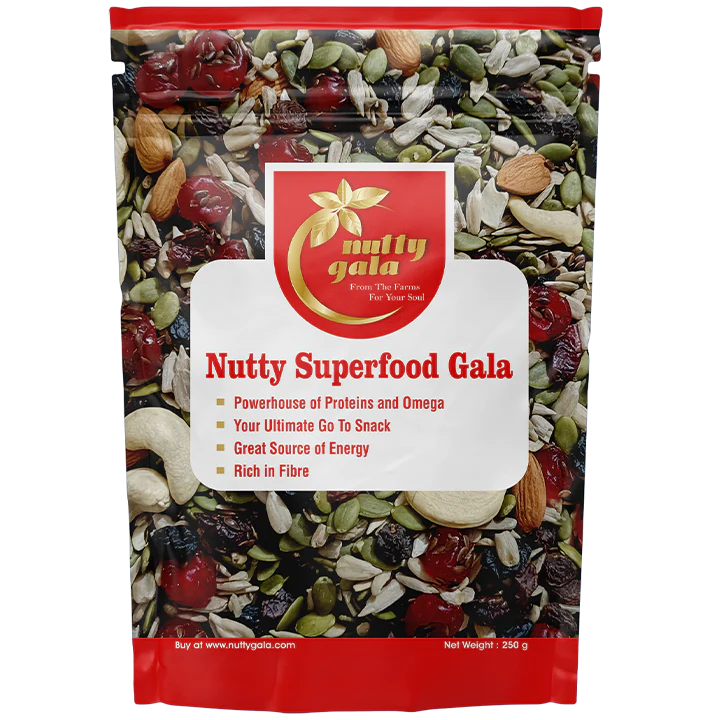 nutty
gala
From The Farms
For Your Soul
Nutty Superfood Gala
Powerhouse of Proteins and Omega
Your Ultimate Go To Snack
Great Source of Energy
Rich in Fibre
Buy at www.nuttygala.com
Net Weight : 250 g